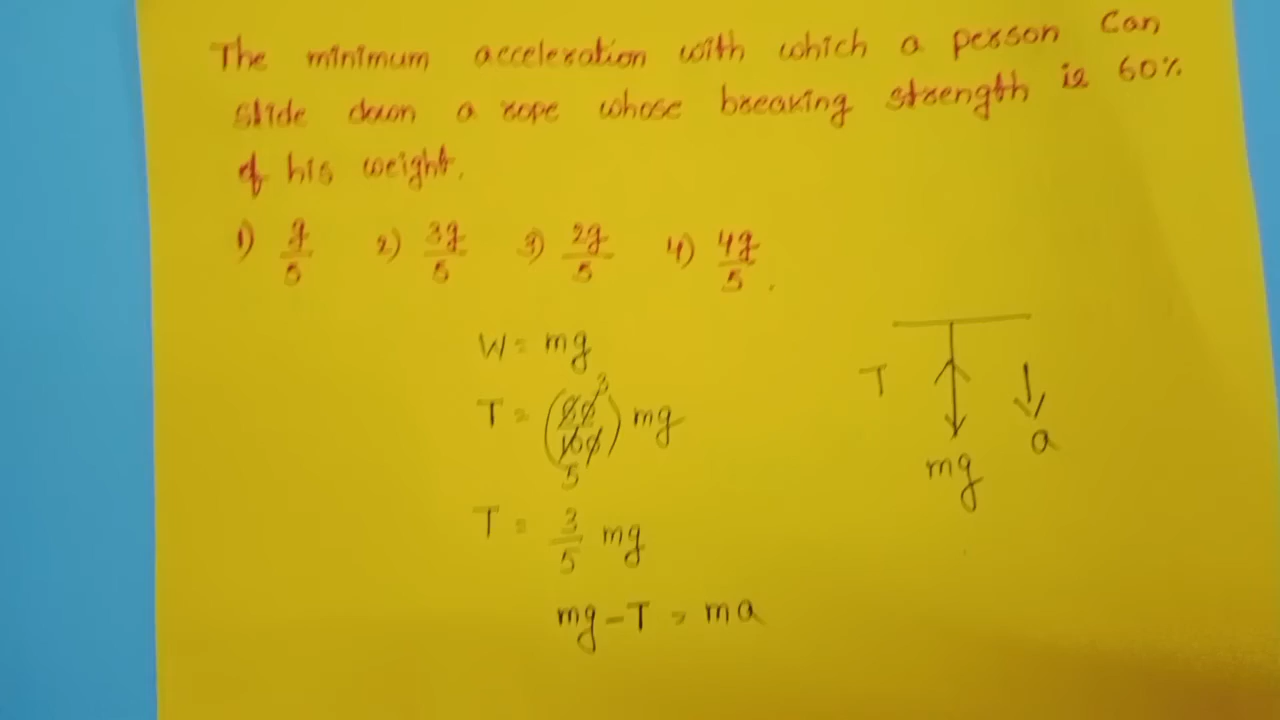 The minimum acceleration with which a person can
slide down a rope whose breaking strength is 60%
of his weight.
1) g/5 2) 3g/5 3) 2g/5 4) 4g/5.
W = mg
T = (60/100) mg 3 5
T
a
mg
T = 3/5 mg
mg - T = ma